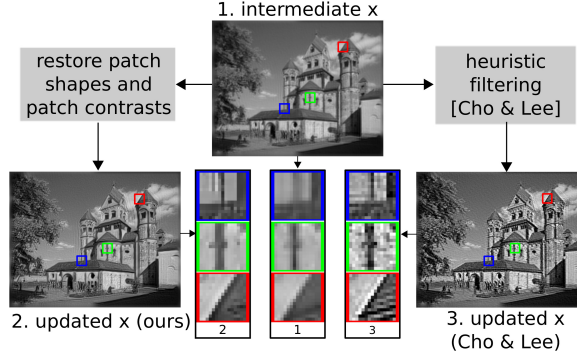 1. intermediate x
restore patch
shapes and
patch contrasts
heuristic
filtering
[Cho & Lee]
2. updated x (ours)
2
1
3
3. updated x
(Cho & Lee)